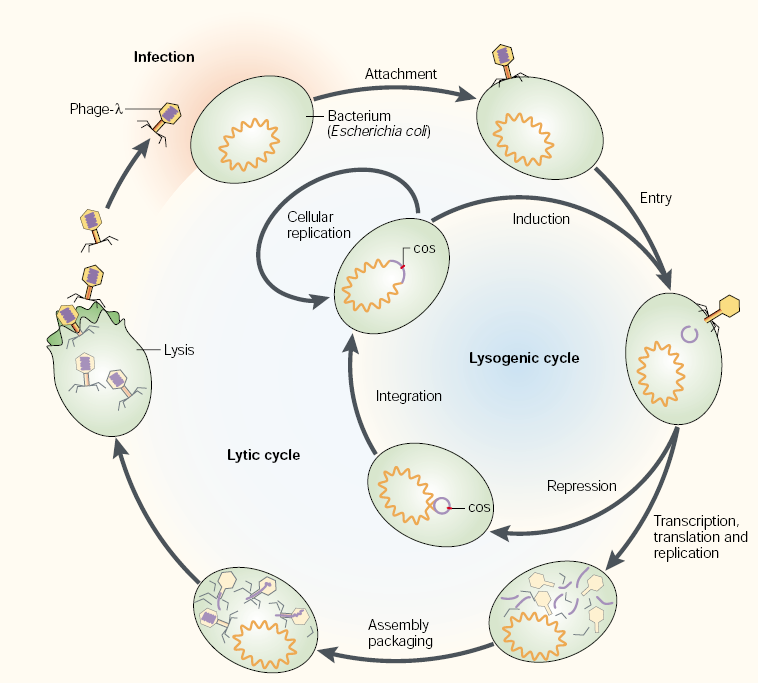 Infection
Attachment
Phage-λ
Bacterium
(Escherichia coli)
Entry
Cellular
replication
Induction
cos
Lysis
Lysogenic cycle
Integration
Lytic cycle
Repression
cos
Transcription,
translation and
replication
Assembly
packaging